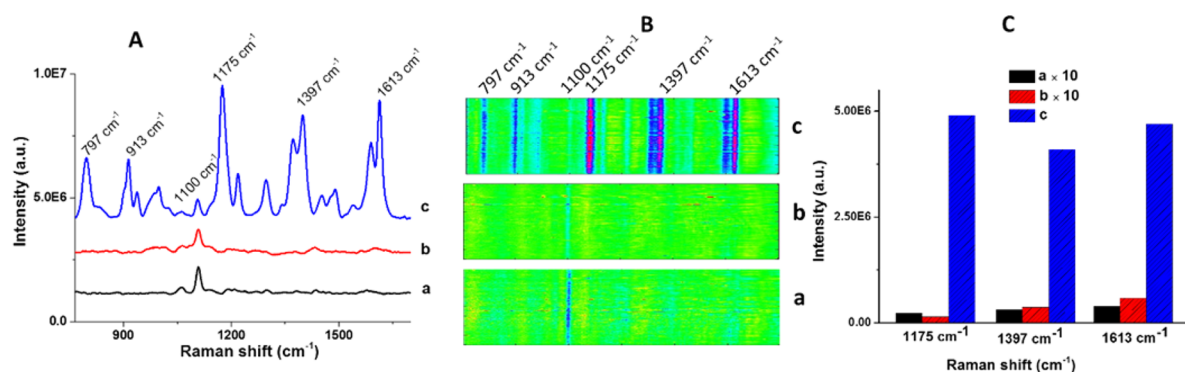 A
1.0E7
5.0E6
0.0
Intensity (a.u.)
797 cm⁻¹
913 cm⁻¹
1100 cm⁻¹
1175 cm⁻¹
1397 cm⁻¹
1613 cm⁻¹
c
b
a
900 1200 1500
Raman shift (cm⁻¹)
B
797 cm⁻¹
913 cm⁻¹
1100 cm⁻¹
1175 cm⁻¹
1397 cm⁻¹
1613 cm⁻¹
c
b
a
C
a × 10
b × 10
c
5.00E6
2.50E6
0.00
Intensity (a.u.)
1175 cm⁻¹ 1397 cm⁻¹ 1613 cm⁻¹
Raman shift (cm⁻¹)